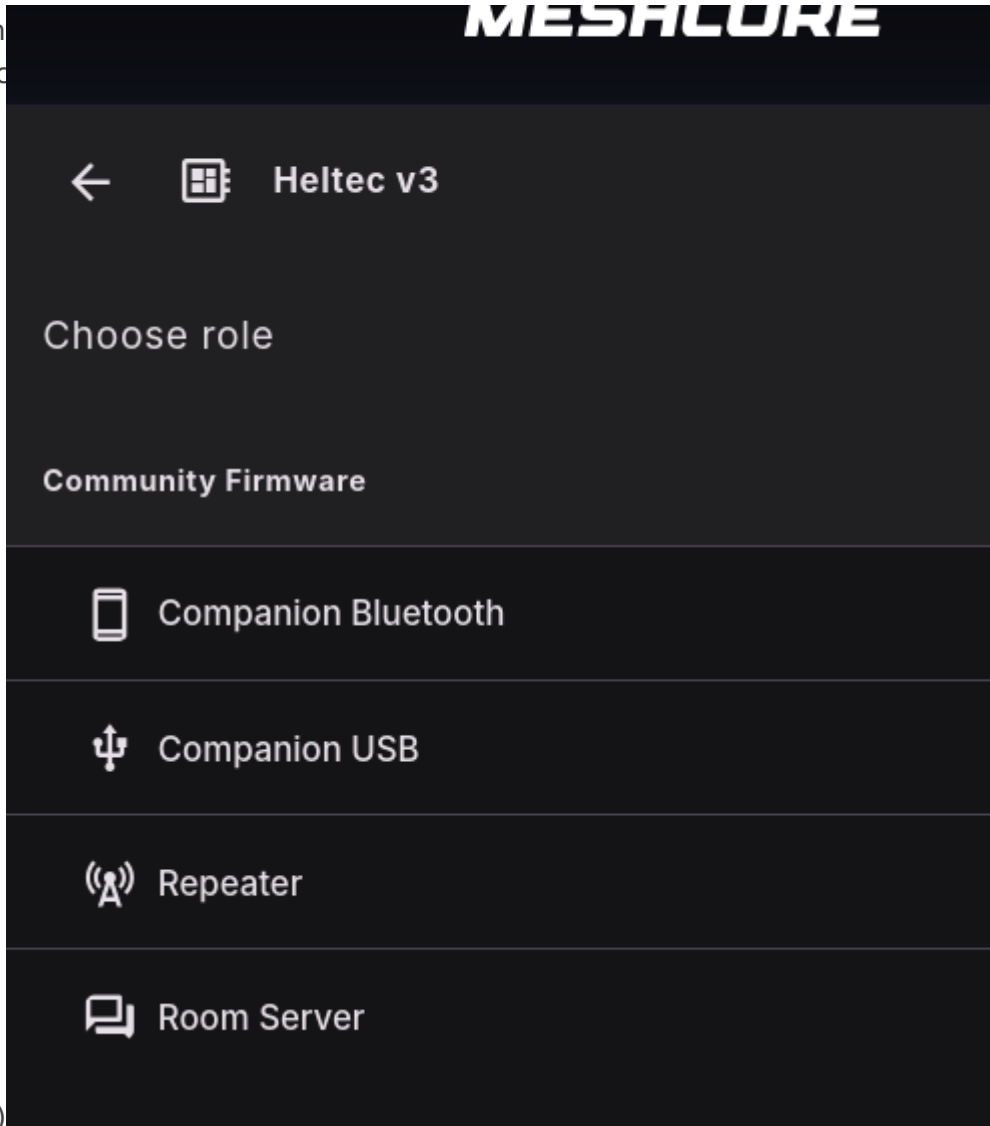 MESHCORE
Heltec v3
Choose role
Community Firmware
Companion Bluetooth
Companion USB
Repeater
Room Server